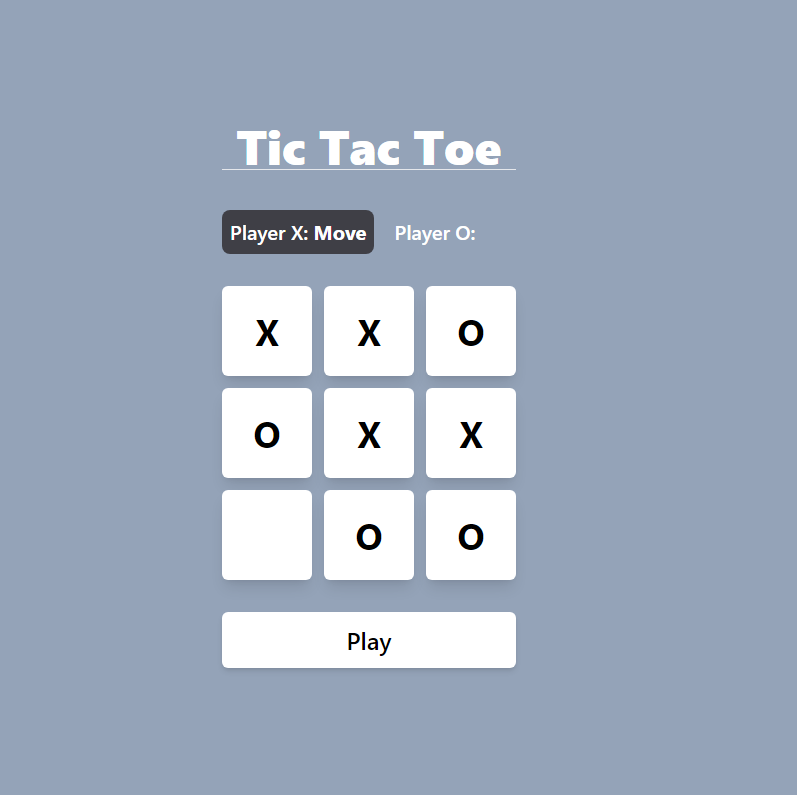 Tic Tac Toe
Player X: Move Player O:
X X O
O X X
O O
Play